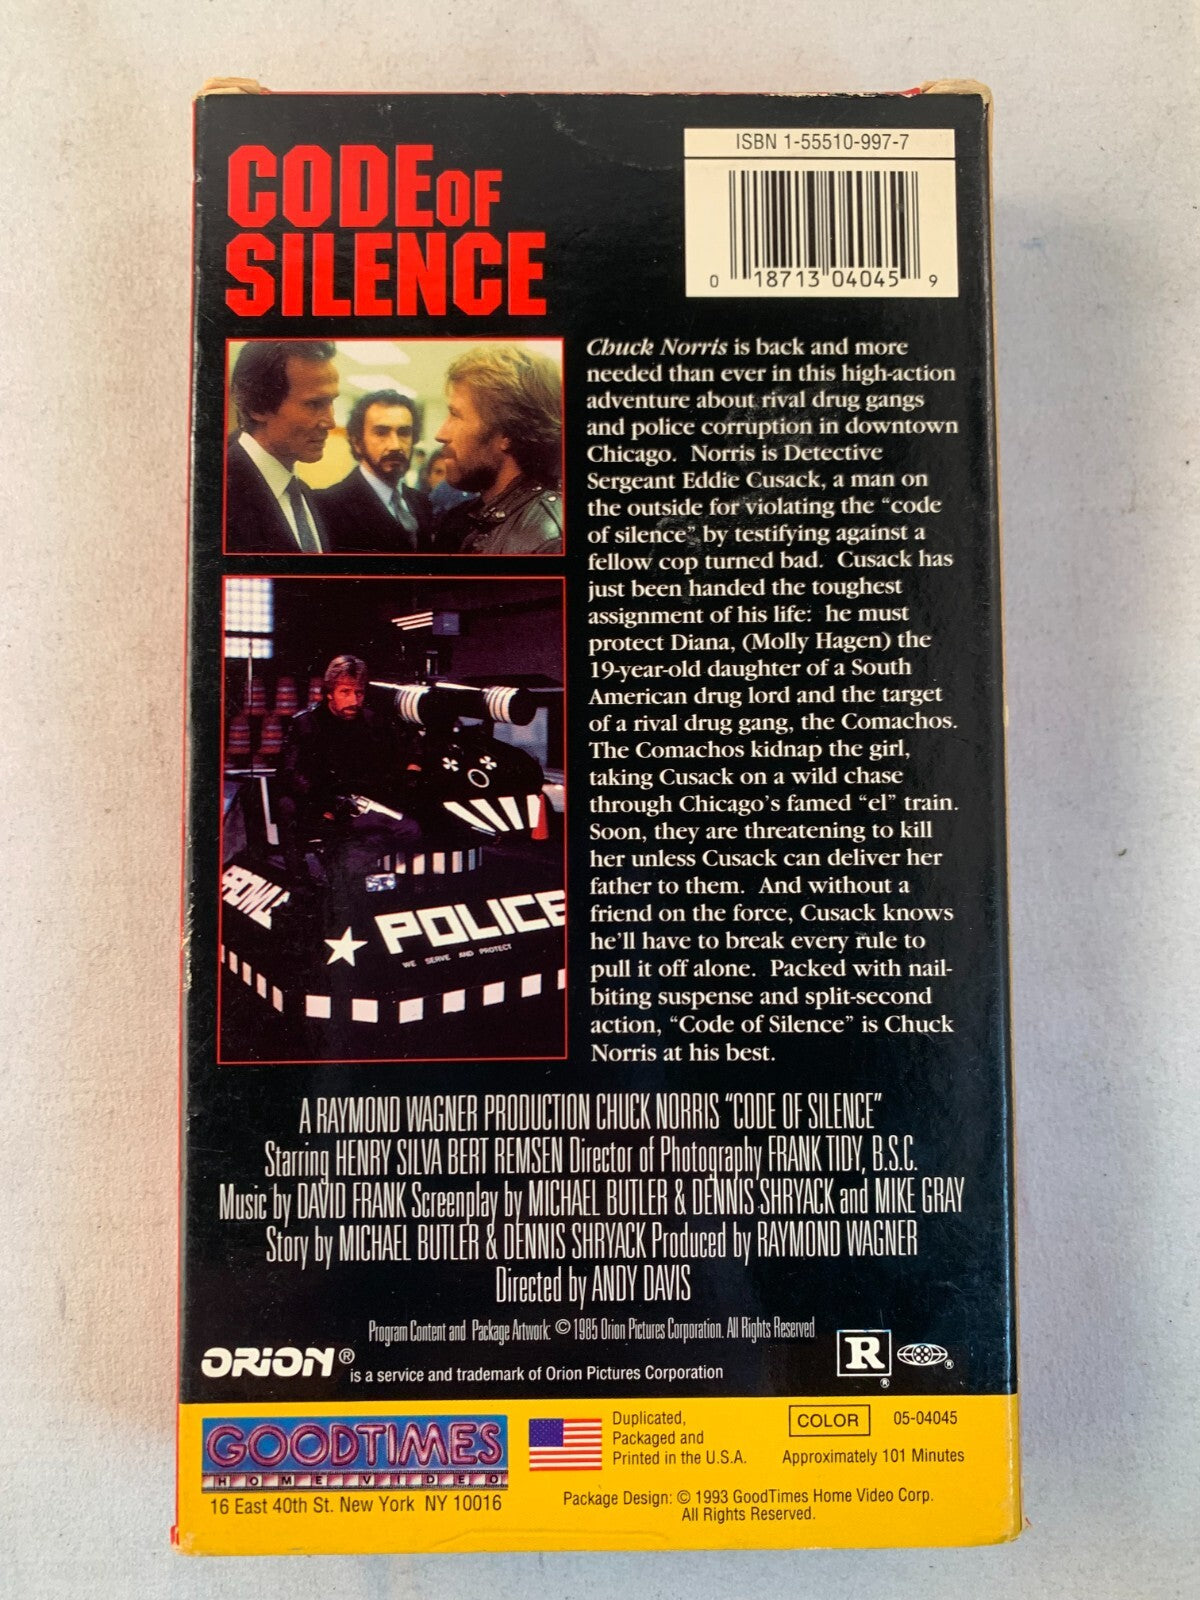 CODE OF
SILENCE
ISBN 1-55510-997-7
0 18713 04045 9
Chuck Norris is back and more
needed than ever in this high-action
adventure about rival drug gangs
and police corruption in downtown
Chicago. Norris is Detective
Sergeant Eddie Cusack, a man on
the outside for violating the “code
of silence” by testifying against a
fellow cop turned bad. Cusack has
just been handed the toughest
assignment of his life: he must
protect Diana, (Molly Hagen) the
19-year-old daughter of a South
American drug lord and the target
of a rival drug gang, the Comachos.
The Comachos kidnap the girl,
taking Cusack on a wild chase
through Chicago's famed “el” train.
Soon, they are threatening to kill
her unless Cusack can deliver her
father to them. And without a
friend on the force, Cusack knows
he'll have to break every rule to
pull it off alone. Packed with nail-
biting suspense and split-second
action, “Code of Silence” is Chuck
Norris at his best.
POLICE
WE SERVE AND PROTECT
A RAYMOND WAGNER PRODUCTION CHUCK NORRIS “CODE OF SILENCE”
Starring HENRY SILVA BERT REMSEN Director of Photography FRANK TIDY, B.S.C.
Music by DAVID FRANK Screenplay by MICHAEL BUTLER & DENNIS SHRYACK and MIKE GRAY
Story by MICHAEL BUTLER & DENNIS SHRYACK Produced by RAYMOND WAGNER
Directed by ANDY DAVIS
Program Content and Package Artwork: © 1985 Orion Pictures Corporation. All Rights Reserved
ORION® is a service and trademark of Orion Pictures Corporation
R ®
®
GOODTIMES
HOME VIDEO
16 East 40th St. New York NY 10016
Duplicated,
Packaged and
Printed in the U.S.A.
COLOR 05-04045
Approximately 101 Minutes
Package Design: © 1993 GoodTimes Home Video Corp.
All Rights Reserved.